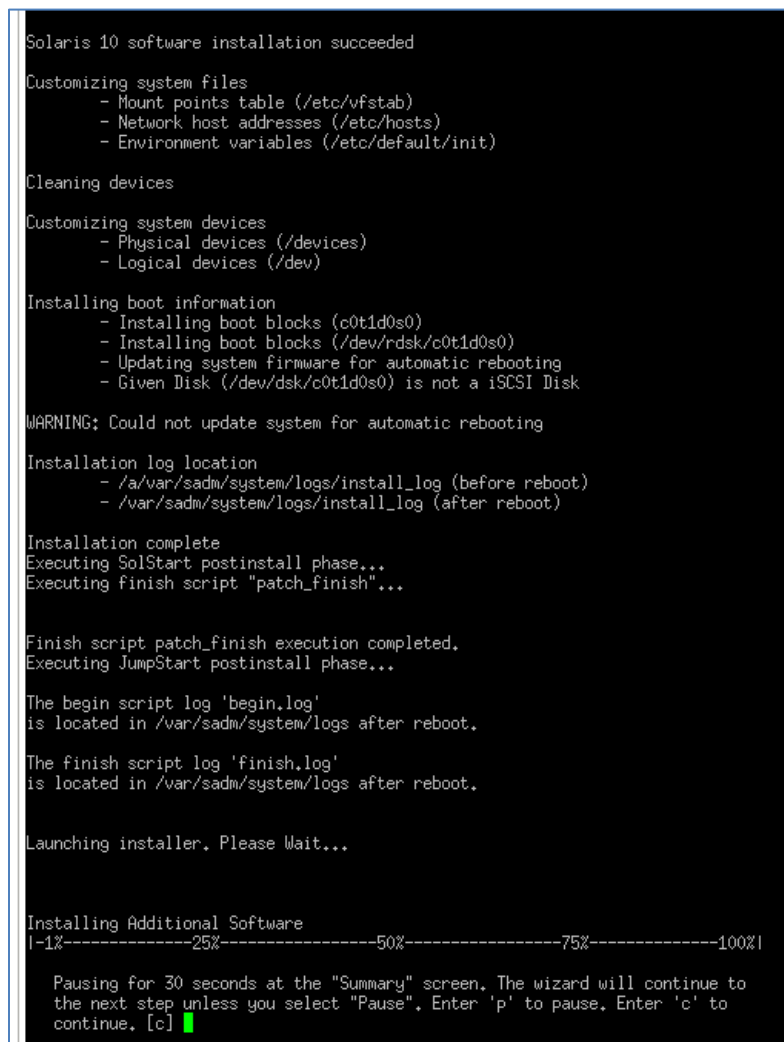 Solaris 10 software installation succeeded
Customizing system files
- Mount points table (/etc/vfstab)
- Network host addresses (/etc/hosts)
- Environment variables (/etc/default/init)
Cleaning devices
Customizing system devices
- Physical devices (/devices)
- Logical devices (/dev)
Installing boot information
- Installing boot blocks (c0t1d0s0)
- Installing boot blocks (/dev/rdsk/c0t1d0s0)
- Updating system firmware for automatic rebooting
- Given Disk (/dev/dsk/c0t1d0s0) is not a iSCSI Disk
WARNING: Could not update system for automatic rebooting
Installation log location
- /a/var/sadm/system/logs/install_log (before reboot)
- /var/sadm/system/logs/install_log (after reboot)
Installation complete
Executing SolStart postinstall phase...
Executing finish script "patch_finish"...
Finish script patch_finish execution completed.
Executing JumpStart postinstall phase...
The begin script log 'begin.log'
is located in /var/sadm/system/logs after reboot.
The finish script log 'finish.log'
is located in /var/sadm/system/logs after reboot.
Launching installer. Please Wait...
Installing Additional Software
|-1%--------------25%-----------------50%-----------------75%--------------100%|
Pausing for 30 seconds at the "Summary" screen. The wizard will continue to
the next step unless you select "Pause". Enter 'p' to pause. Enter 'c' to
continue. [c]